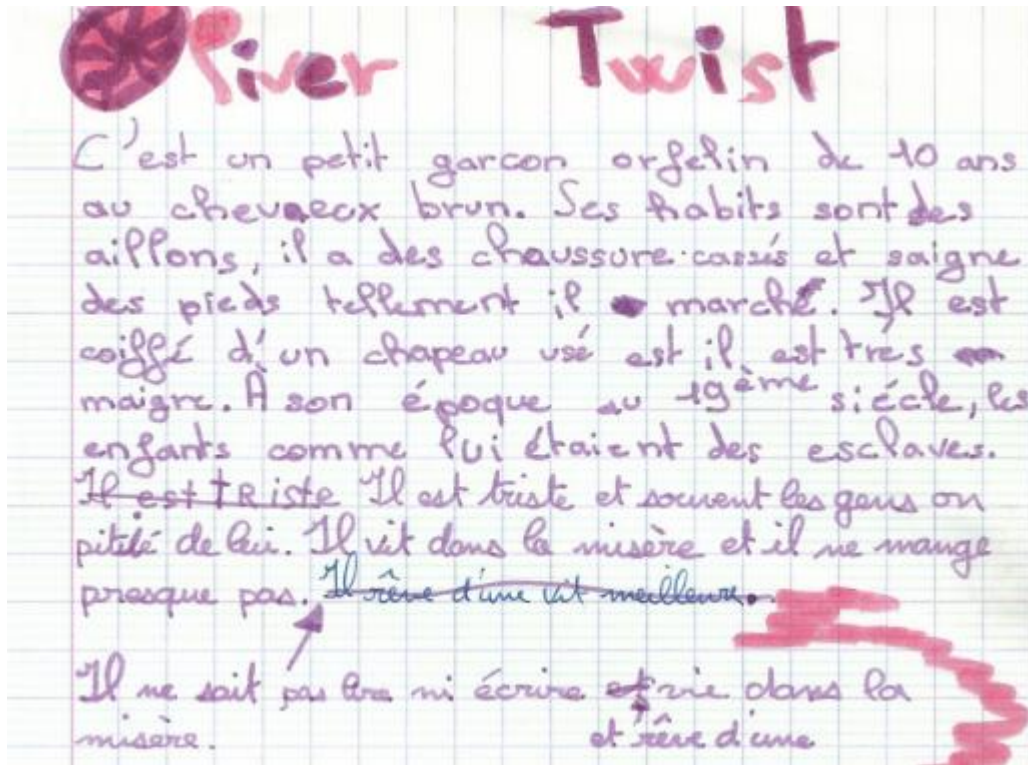 Oliver Twist
C'est un petit garcon orfelin de 10 ans
au cheveux brun. Ses habits sont des
aillons, il a des chaussure cassés et saigne
des pieds tellement il marché. Il est
coiffé d'un chapeau usé est il est très
maigre. À son époque au 19ème siécle, les
enfants comme lui étaient des esclaves.
Il est tRiste Il est triste et souvent les gens on
pitié de lui. Il vit dans la misère et il ne mange
presque pas. Il rêve d'une vit meilleure.
Il ne sait pas lire ni écrire et vie dans la
misère. et rêve d'une